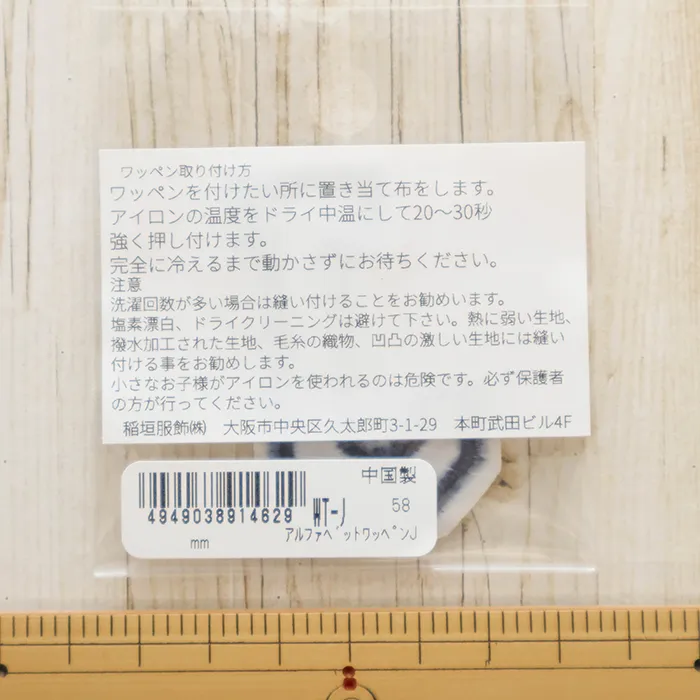 ワッペン取り付け方
ワッペンを付けたい所に置き当て布をします。
アイロンの温度をドライ中温にして20～30秒
強く押し付けます。
完全に冷えるまで動かさずにお待ちください。
注意
洗濯回数が多い場合は縫い付けることをお勧めいます。
塩素漂白、ドライクリーニングは避けて下さい。熱に弱い生地、
撥水加工された生地、毛糸の織物、凹凸の激しい生地には縫い
付ける事をお勧めします。
小さなお子様がアイロンを使われるのは危険です。必ず保護者
の方が行ってください。
稲垣服飾㈱　大阪市中央区久太郎町3-1-29　本町武田ビル4F
中国製
4949038914629 WT-J 58
mm アルファベットワッペンJ